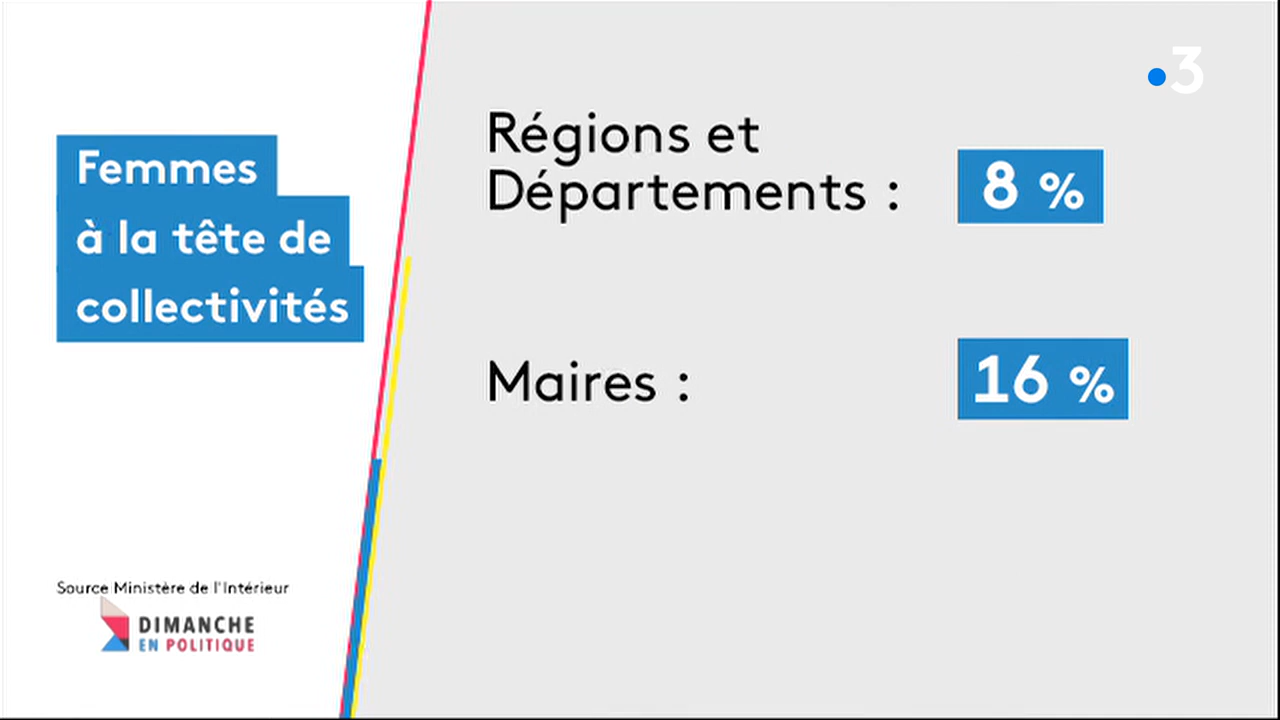 Femmes
à la tête de
collectivités
Régions et
Départements : 8 %
Maires : 16 %
3
Source Ministère de l'Intérieur
DIMANCHE
EN POLITIQUE